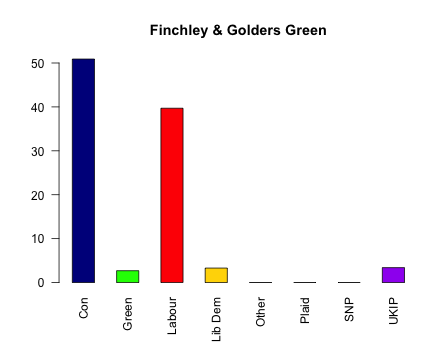 Finchley & Golders Green
50
40
30
20
10
0
Con
Green
Labour
Lib Dem
Other
Plaid
SNP
UKIP